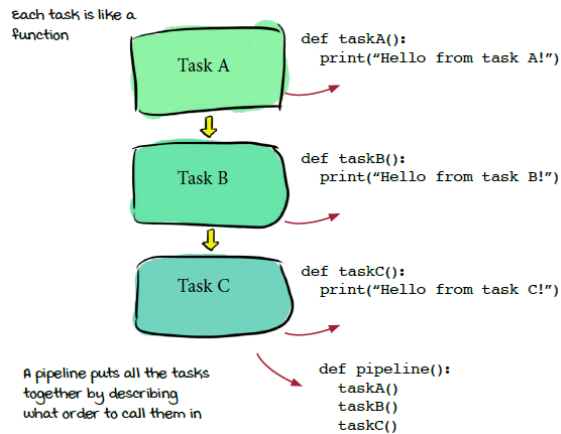 Each task is like a
function
Task A
def taskA():
print(“Hello from task A!”)
Task B
def taskB():
print(“Hello from task B!”)
Task C
def taskC():
print(“Hello from task C!”)
A pipeline puts all the tasks
together by describing
what order to call them in
def pipeline():
taskA()
taskB()
taskC()